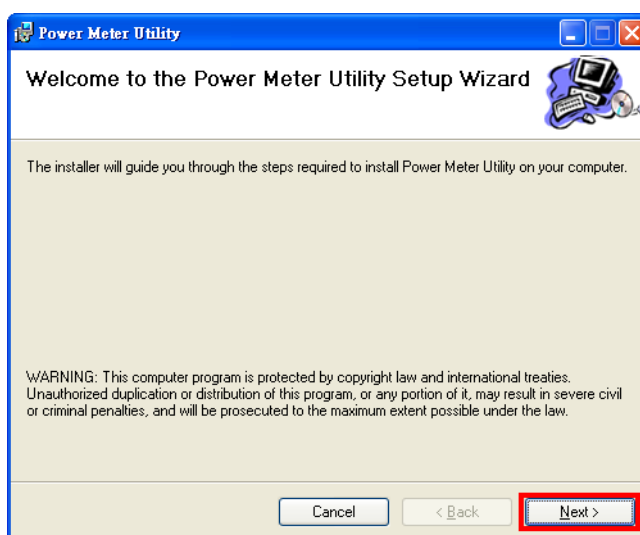 Power Meter Utility
Welcome to the Power Meter Utility Setup Wizard
The installer will guide you through the steps required to install Power Meter Utility on your computer.
WARNING: This computer program is protected by copyright law and international treaties.
Unauthorized duplication or distribution of this program, or any portion of it, may result in severe civil
or criminal penalties, and will be prosecuted to the maximum extent possible under the law.
Cancel
< Back
Next >